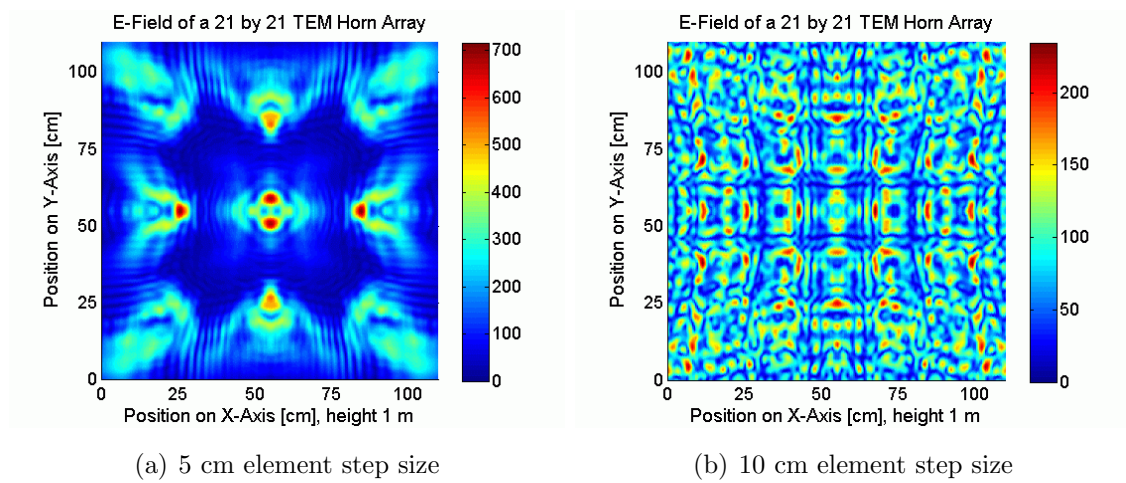 E-Field of a 21 by 21 TEM Horn Array
Position on Y-Axis [cm]
100
75
50
25
0
0 25 50 75 100
Position on X-Axis [cm], height 1 m
700
600
500
400
300
200
100
0
(a) 5 cm element step size
E-Field of a 21 by 21 TEM Horn Array
Position on Y-Axis [cm]
100
75
50
25
0
0 25 50 75 100
Position on X-Axis [cm], height 1 m
200
150
100
50
0
(b) 10 cm element step size